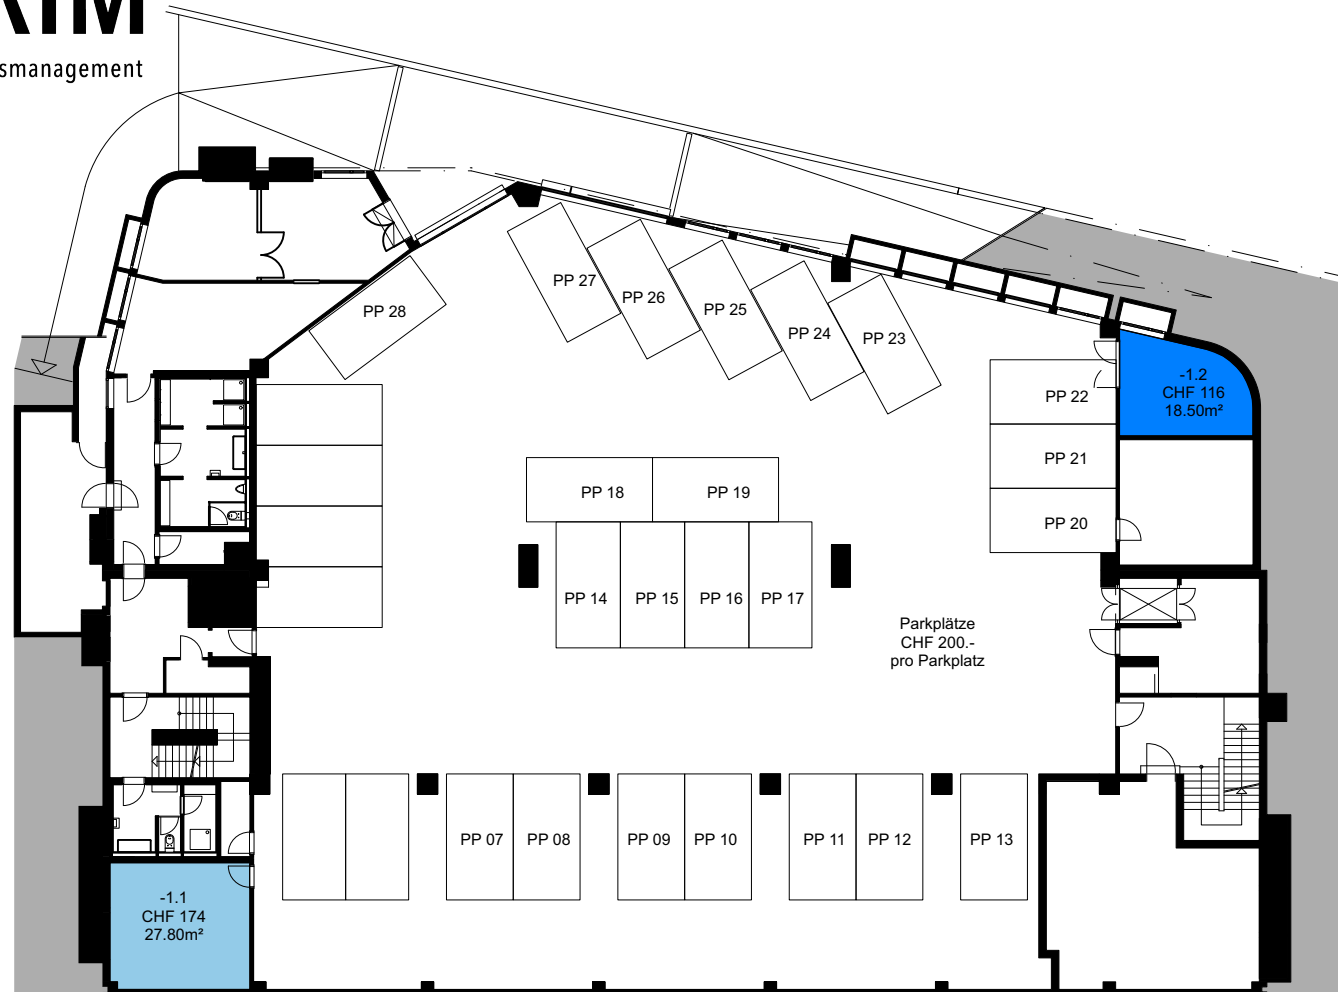 smanagement
PP 27
PP 26
PP 25
PP 28
PP 24
PP 23
-1.2
CHF 116
18.50m²
PP 22
PP 21
PP 20
PP 18
PP 19
PP 14
PP 15
PP 16
PP 17
Parkplätze
CHF 200.-
pro Parkplatz
PP 07
PP 08
PP 09
PP 10
PP 11
PP 12
PP 13
-1.1
CHF 174
27.80m²